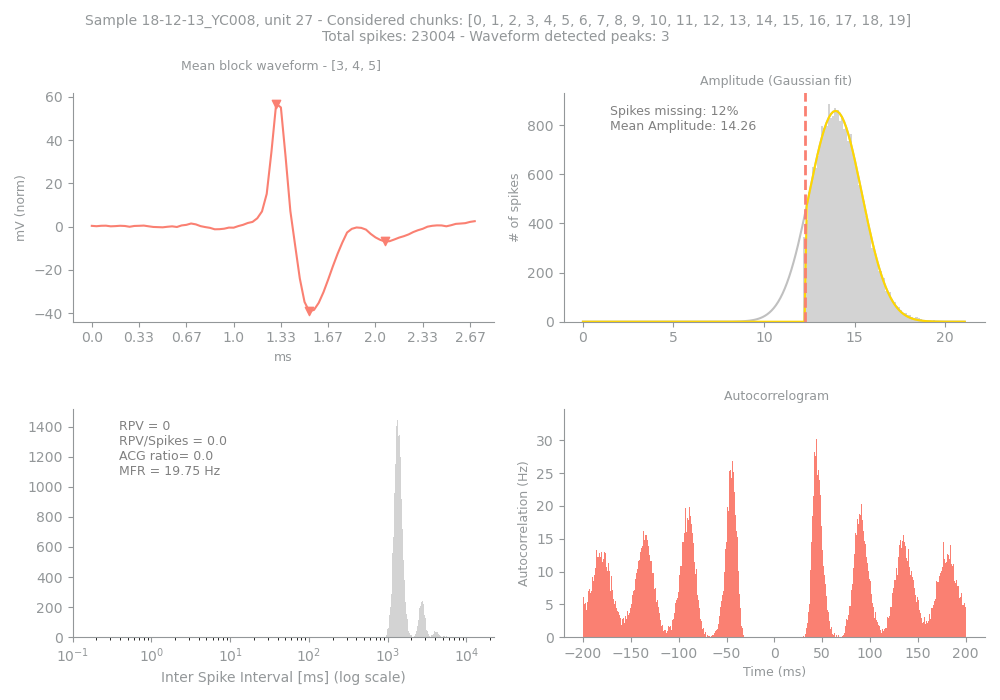 Sample 18-12-13_YC008, unit 27 - Considered chunks: [0, 1, 2, 3, 4, 5, 6, 7, 8, 9, 10, 11, 12, 13, 14, 15, 16, 17, 18, 19]
Total spikes: 23004 - Waveform detected peaks: 3
Mean block waveform - [3, 4, 5]
60
40
20
0
−20
−40
mV (norm)
0.0 0.33 0.67 1.0 1.33 1.67 2.0 2.33 2.67
ms
Amplitude (Gaussian fit)
Spikes missing: 12%
Mean Amplitude: 14.26
800
600
400
200
0
# of spikes
0 5 10 15 20
RPV = 0
RPV/Spikes = 0.0
ACG ratio= 0.0
MFR = 19.75 Hz
1400
1200
1000
800
600
400
200
0
10⁻¹ 10⁰ 10¹ 10² 10³ 10⁴
Inter Spike Interval [ms] (log scale)
Autocorrelogram
30
25
20
15
10
5
0
Autocorrelation (Hz)
−200 −150 −100 −50 0 50 100 150 200
Time (ms)